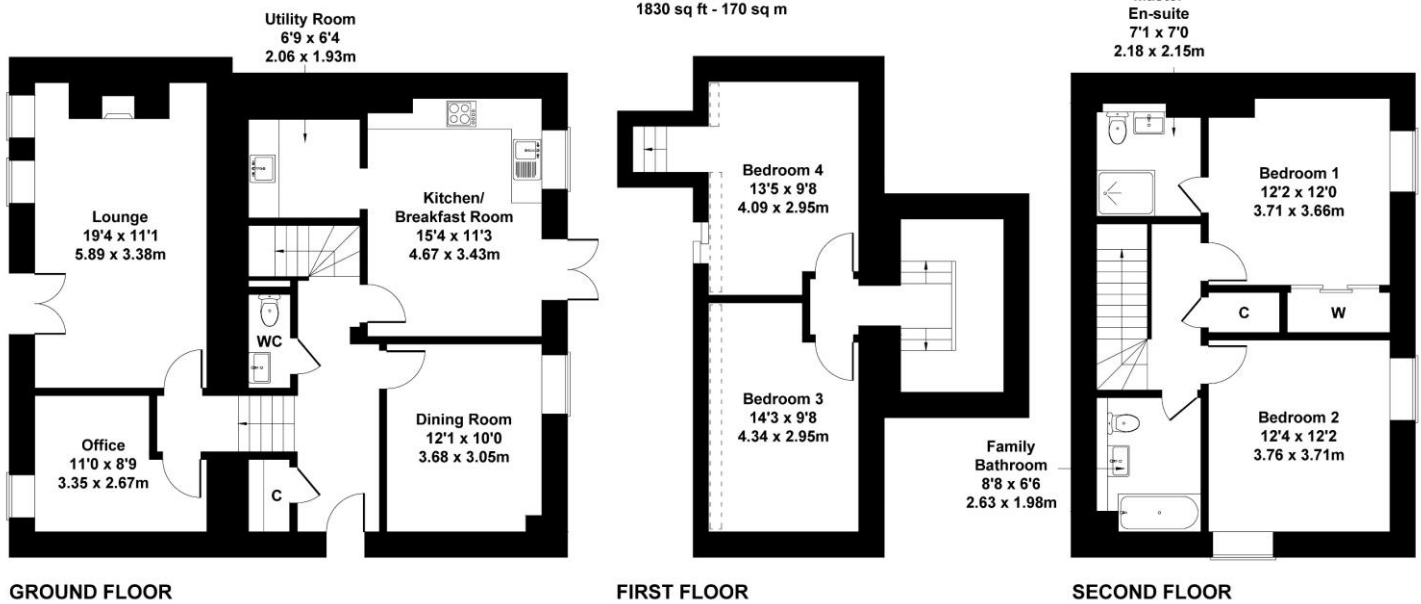 1830 sq ft - 170 sq m
Utility Room
6'9 x 6'4
2.06 x 1.93m
Lounge
19'4 x 11'1
5.89 x 3.38m
Kitchen/
Breakfast Room
15'4 x 11'3
4.67 x 3.43m
WC
Dining Room
12'1 x 10'0
3.68 x 3.05m
Office
11'0 x 8'9
3.35 x 2.67m
C
GROUND FLOOR
Bedroom 4
13'5 x 9'8
4.09 x 2.95m
Bedroom 3
14'3 x 9'8
4.34 x 2.95m
FIRST FLOOR
En-suite
7'1 x 7'0
2.18 x 2.15m
Bedroom 1
12'2 x 12'0
3.71 x 3.66m
C
W
Bedroom 2
12'4 x 12'2
3.76 x 3.71m
Family
Bathroom
8'8 x 6'6
2.63 x 1.98m
SECOND FLOOR